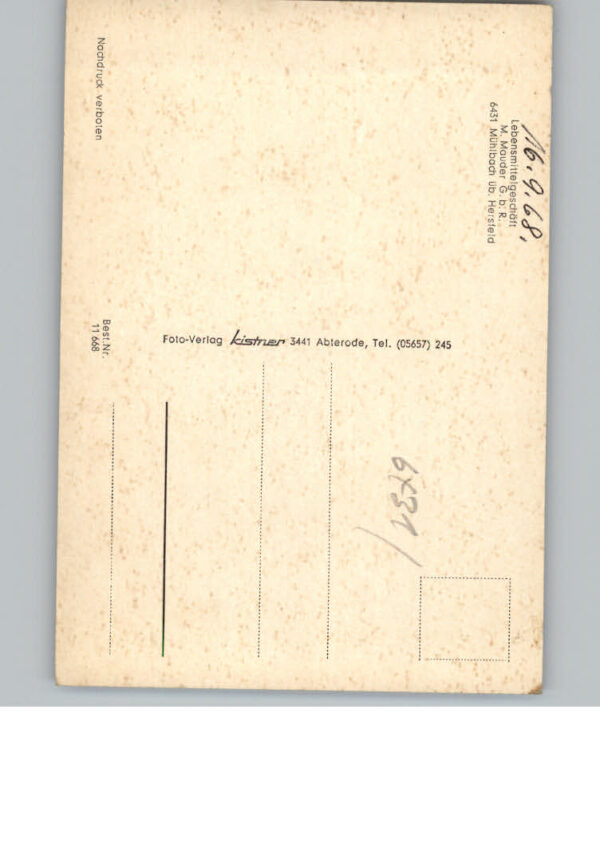 16.9.68.
Lebensmittelgeschäft
M. Mauder G. b. R.
6431 Mühlbach üb. Hersfeld
Foto-Verlag kistner 3441 Abterode, Tel. (05657) 245
Nachdruck verboten
Best.Nr.
11 668